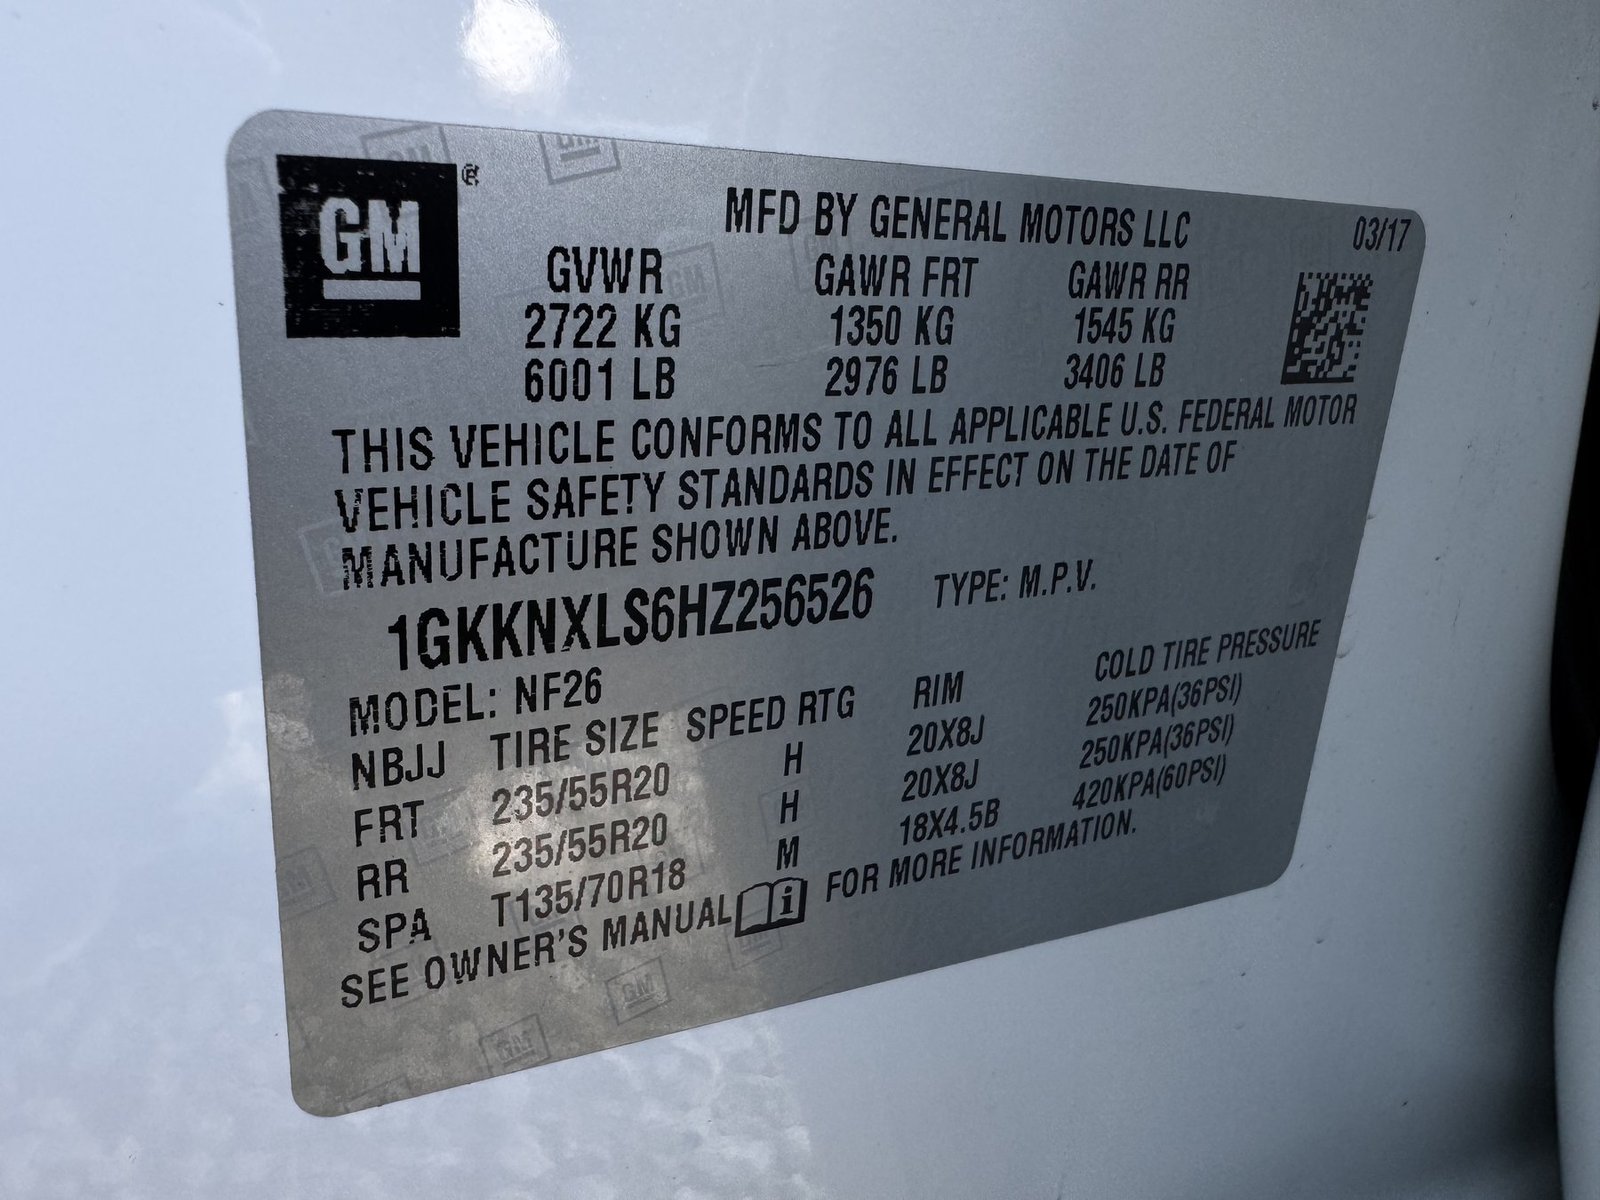 GM ®
MFD BY GENERAL MOTORS LLC 03/17
GVWR GAWR FRT GAWR RR
2722 KG 1350 KG 1545 KG
6001 LB 2976 LB 3406 LB
THIS VEHICLE CONFORMS TO ALL APPLICABLE U.S. FEDERAL MOTOR
VEHICLE SAFETY STANDARDS IN EFFECT ON THE DATE OF
MANUFACTURE SHOWN ABOVE.
1GKKNXLS6HZ256526 TYPE: M.P.V.
MODEL: NF26
NBJJ TIRE SIZE SPEED RTG RIM COLD TIRE PRESSURE
FRT 235/55R20 H 20X8J 250KPA(36PSI)
RR 235/55R20 H 20X8J 250KPA(36PSI)
SPA T135/70R18 M 18X4.5B 420KPA(60PSI)
SEE OWNER'S MANUAL i FOR MORE INFORMATION.